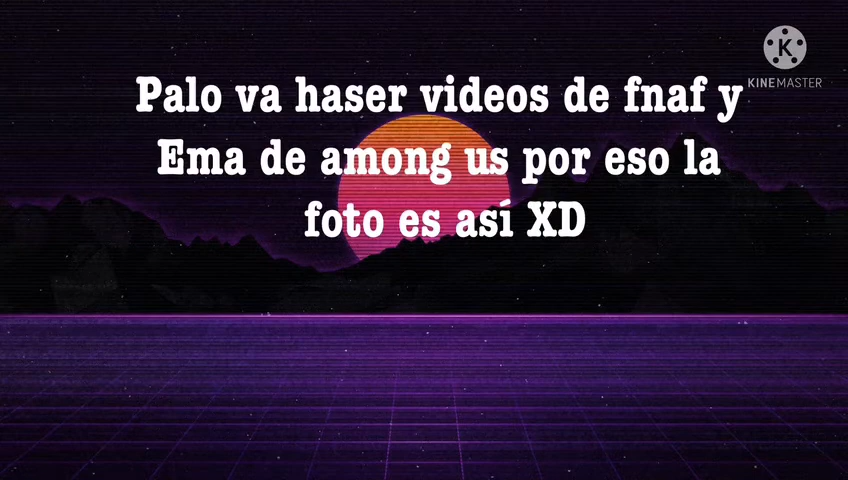 KINEMASTER
Palo va haser videos de fnaf y
Ema de among us por eso la
foto es así XD